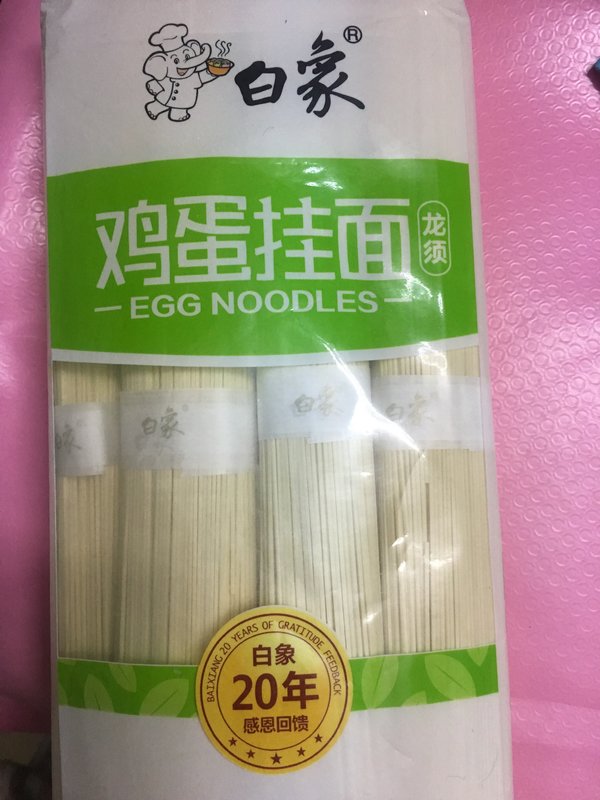 白象®
鸡蛋挂面
龙须
EGG NOODLES
白象
白象
白象
白象
BAIXIANG 20 YEARS OF GRATITUDE FEEDBACK
白象
20年
感恩回馈